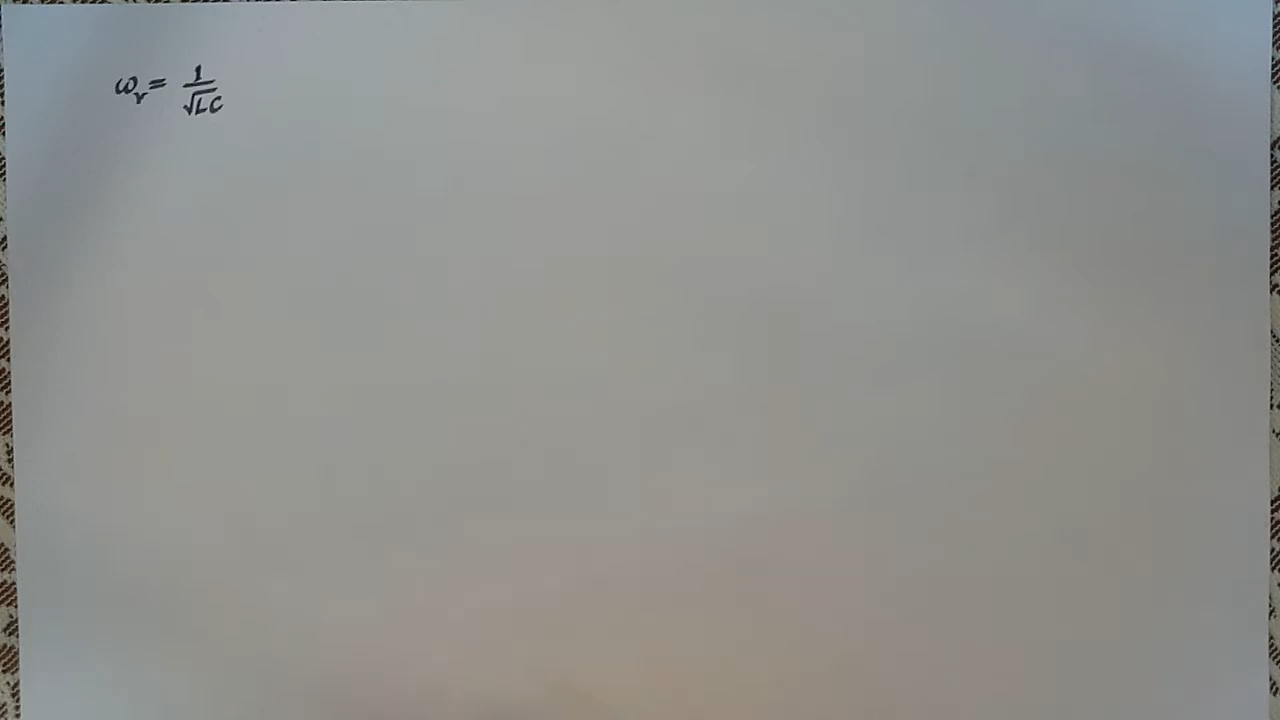 ω_r = 1/√LC